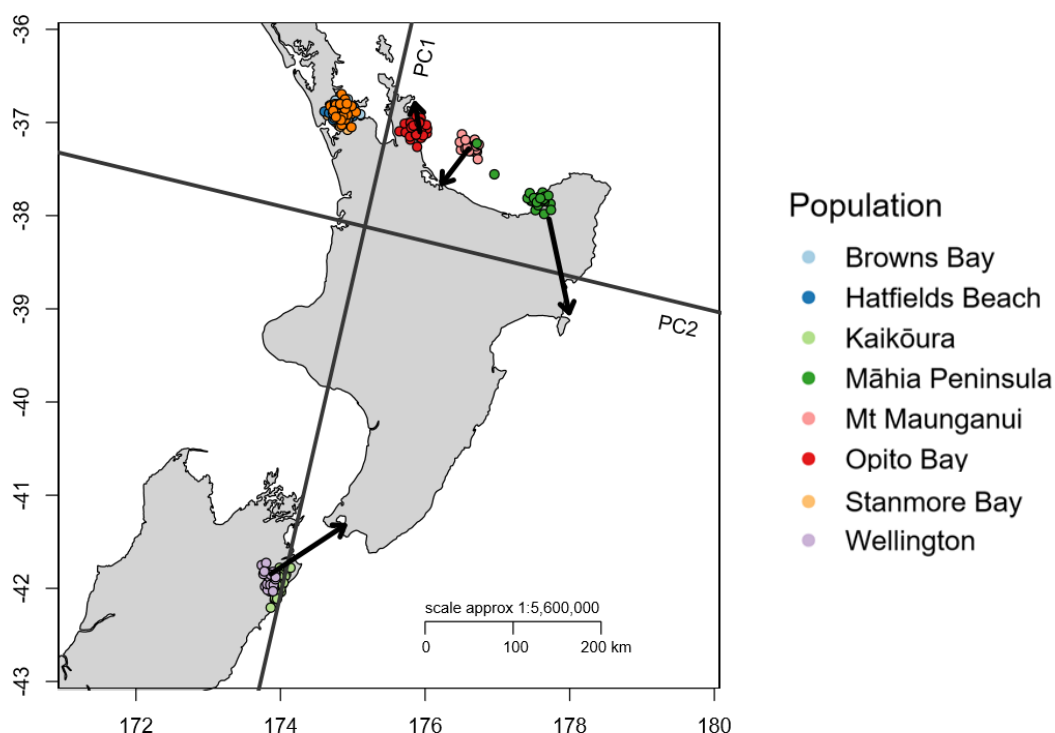 -36
-37
-38
-39
-40
-41
-42
-43
PC1
PC2
scale approx 1:5,600,000
0 100 200 km
172 174 176 178 180
Population
Browns Bay
Hatfields Beach
Kaikōura
Māhia Peninsula
Mt Maunganui
Opito Bay
Stanmore Bay
Wellington